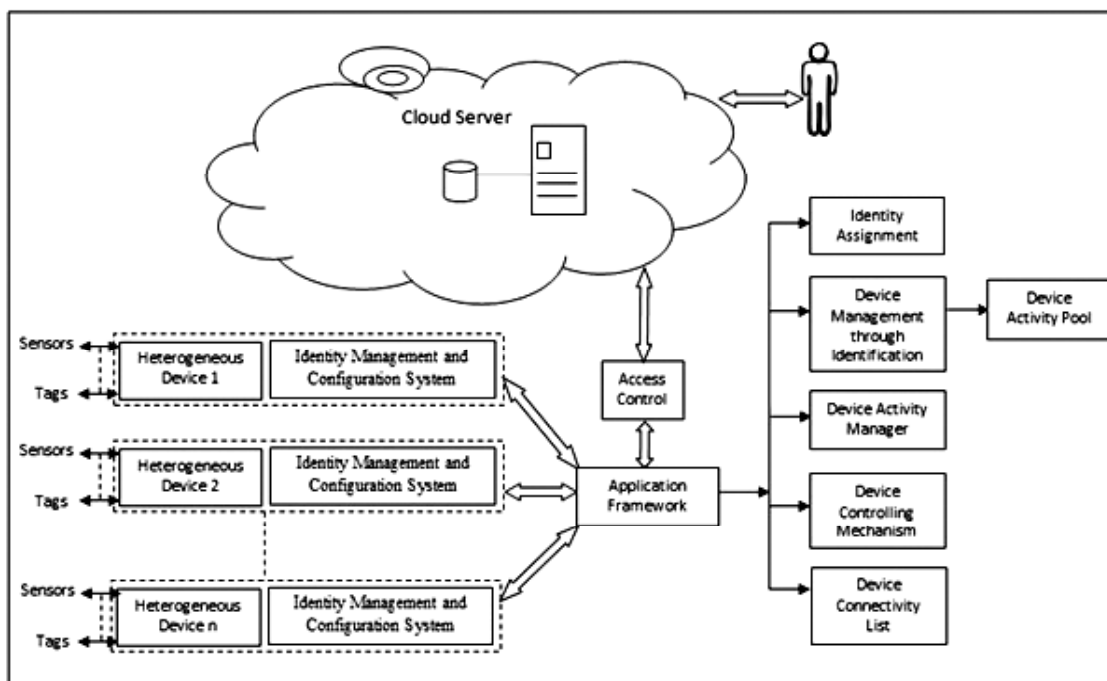 Cloud Server
Identity
Assignment
Device
Management
through
Identification
Device
Activity Pool
Sensors
Tags
Heterogeneous
Device 1
Identity Management and
Configuration System
Access
Control
Device Activity
Manager
Sensors
Tags
Heterogeneous
Device 2
Identity Management and
Configuration System
Application
Framework
Device
Controlling
Mechanism
Sensors
Tags
Heterogeneous
Device n
Identity Management and
Configuration System
Device
Connectivity
List